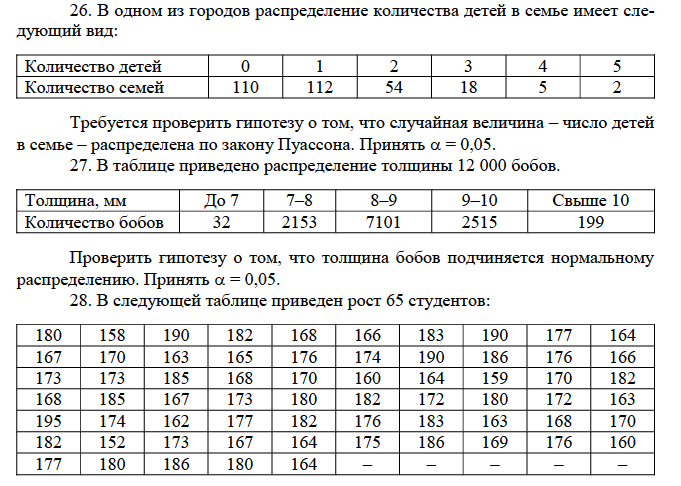 26. В одном из городов распределение количества детей в семье имеет сле-
дующий вид:
Количество детей 0 1 2 3 4 5
Количество семей 110 112 54 18 5 2
Требуется проверить гипотезу о том, что случайная величина – число детей
в семье – распределена по закону Пуассона. Принять α = 0,05.
27. В таблице приведено распределение толщины 12 000 бобов.
Толщина, мм До 7 7–8 8–9 9–10 Свыше 10
Количество бобов 32 2153 7101 2515 199
Проверить гипотезу о том, что толщина бобов подчиняется нормальному
распределению. Принять α = 0,05.
28. В следующей таблице приведен рост 65 студентов:
180 158 190 182 168 166 183 190 177 164
167 170 163 165 176 174 190 186 176 166
173 173 185 168 170 160 164 159 170 182
168 185 167 173 180 182 172 180 172 163
195 174 162 177 182 176 183 163 168 170
182 152 173 167 164 175 186 169 176 160
177 180 186 180 164 – – – – –